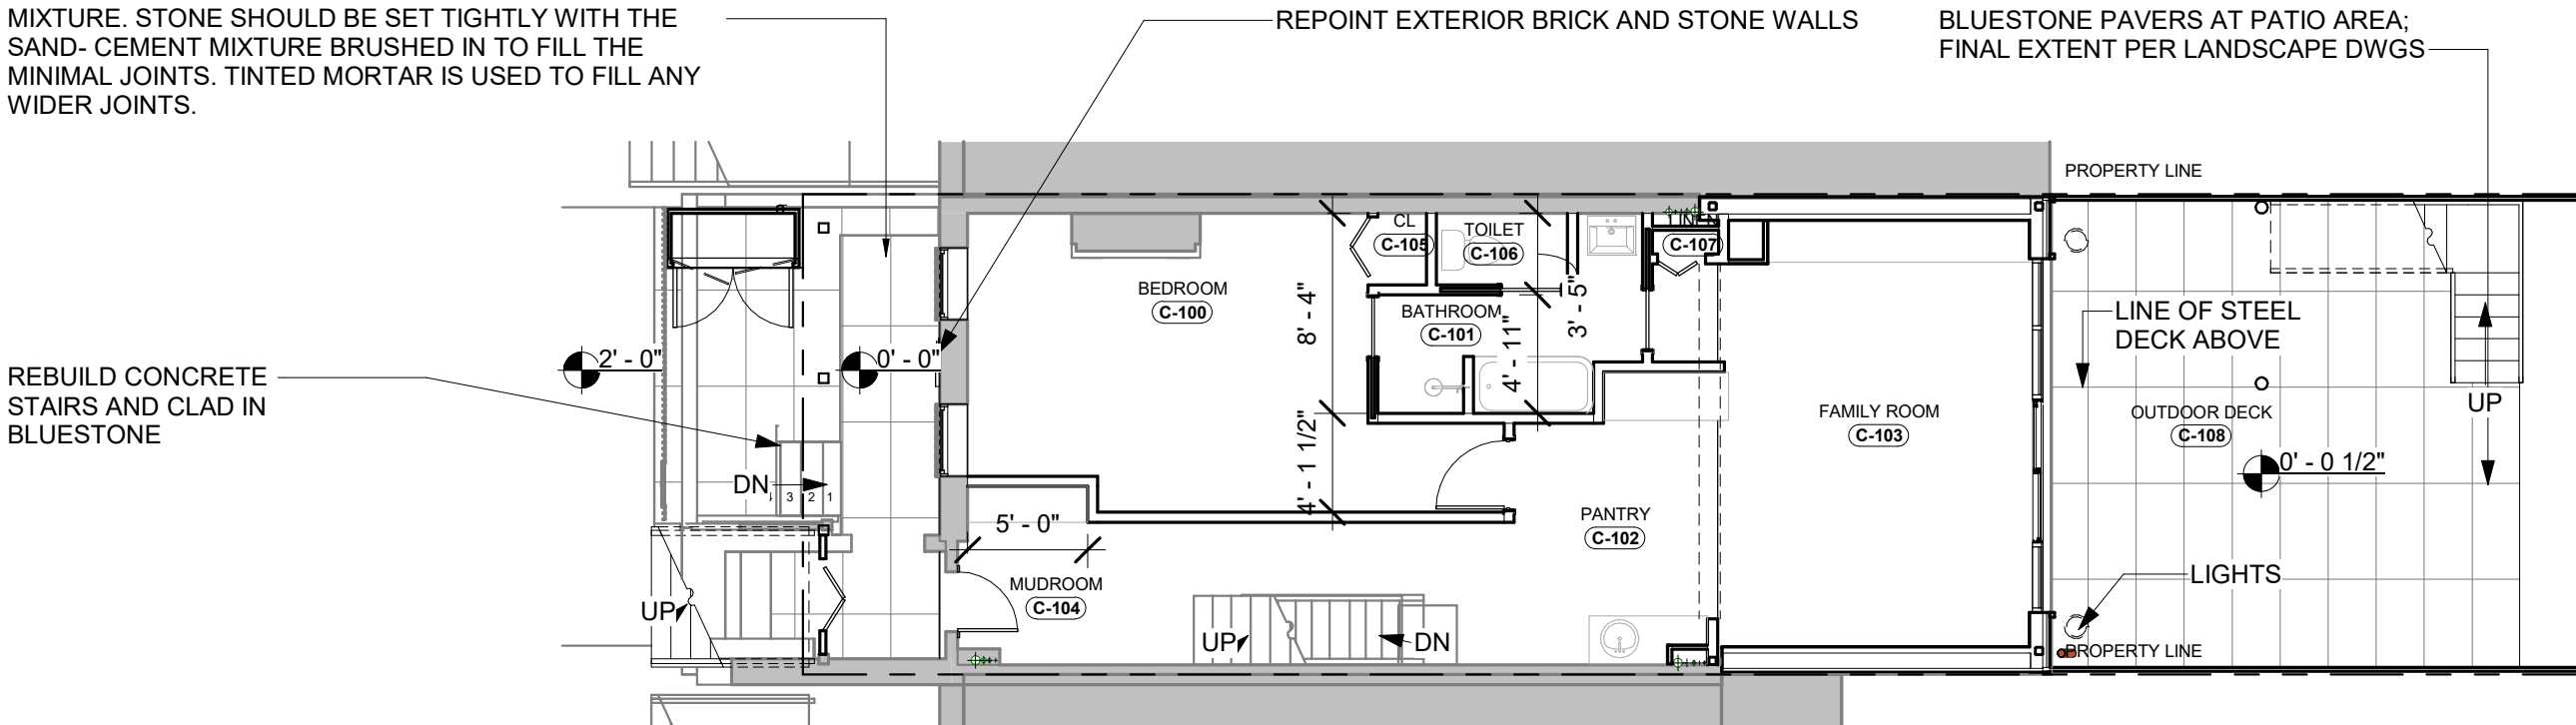 MIXTURE. STONE SHOULD BE SET TIGHTLY WITH THE
SAND- CEMENT MIXTURE BRUSHED IN TO FILL THE
MINIMAL JOINTS. TINTED MORTAR IS USED TO FILL ANY
WIDER JOINTS.
REPOINT EXTERIOR BRICK AND STONE WALLS
BLUESTONE PAVERS AT PATIO AREA;
FINAL EXTENT PER LANDSCAPE DWGS
PROPERTY LINE
CL
C-105
TOILET
C-106
LINEN
C-107
BEDROOM
C-100
8' - 4"
BATHROOM
C-101
3' - 5"
4' - 11"
LINE OF STEEL
DECK ABOVE
2' - 0"
0' - 0"
REBUILD CONCRETE
STAIRS AND CLAD IN
BLUESTONE
FAMILY ROOM
C-103
OUTDOOR DECK
C-108
UP
4' - 1 1/2"
0' - 0 1/2"
DN
3 2 1
5' - 0"
PANTRY
C-102
MUDROOM
C-104
LIGHTS
UP
UP
DN
PROPERTY LINE